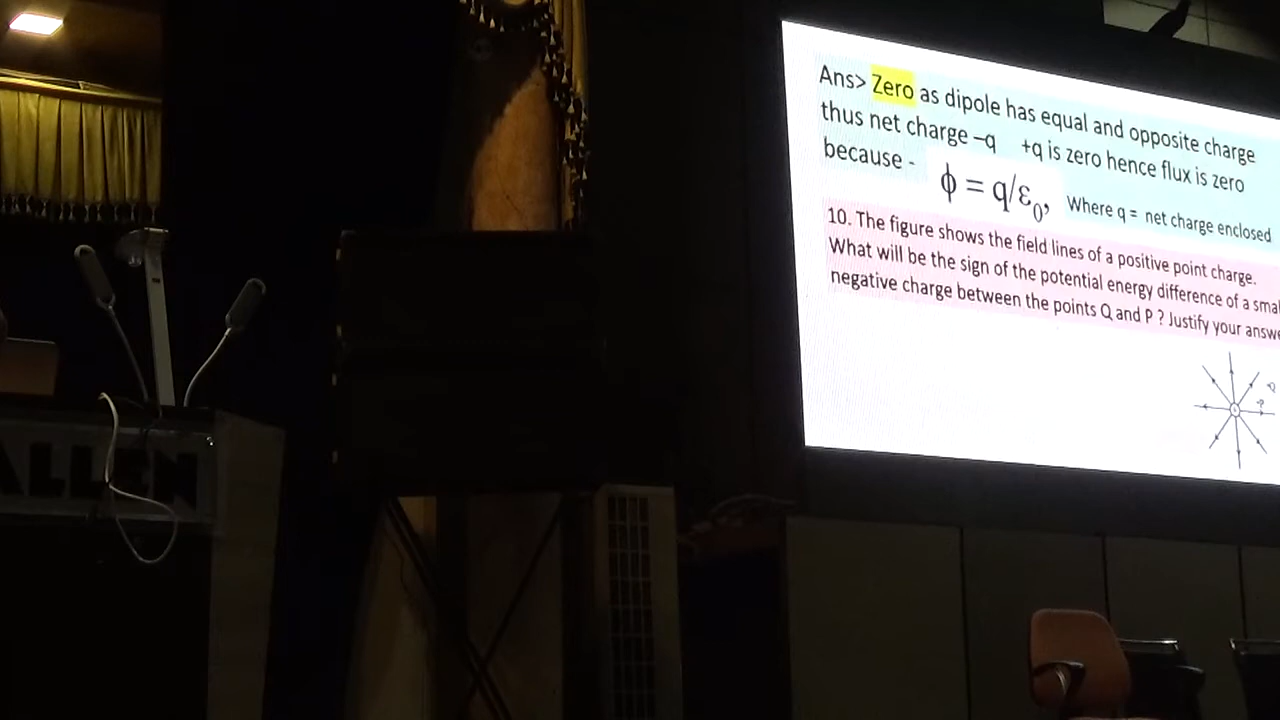 Ans> Zero as dipole has equal and opposite charge
thus net charge –q +q is zero hence flux is zero
because -
ϕ = q/ε₀, Where q = net charge enclosed
10. The figure shows the field lines of a positive point charge.
What will be the sign of the potential energy difference of a
negative charge between the points Q and P ? Justify your
ALLEN